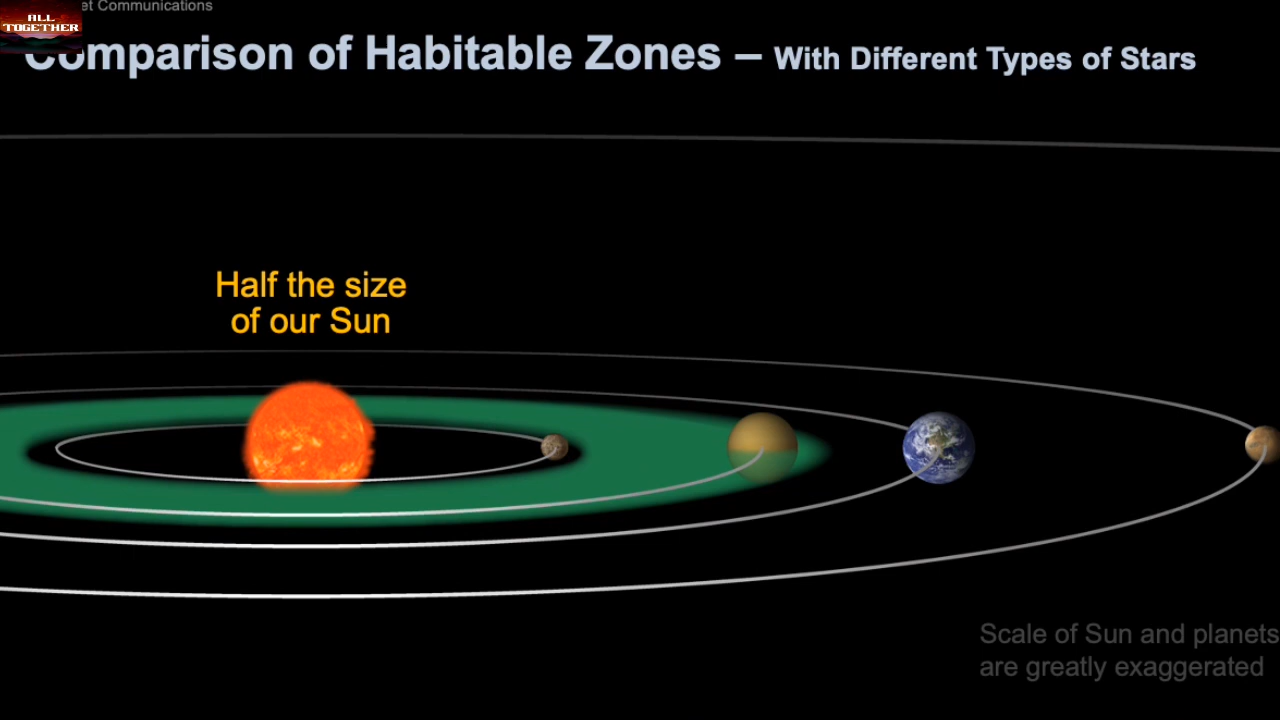 et Communications
ALL
TOGETHER
Comparison of Habitable Zones – With Different Types of Stars
Half the size
of our Sun
Scale of Sun and planets
are greatly exaggerated